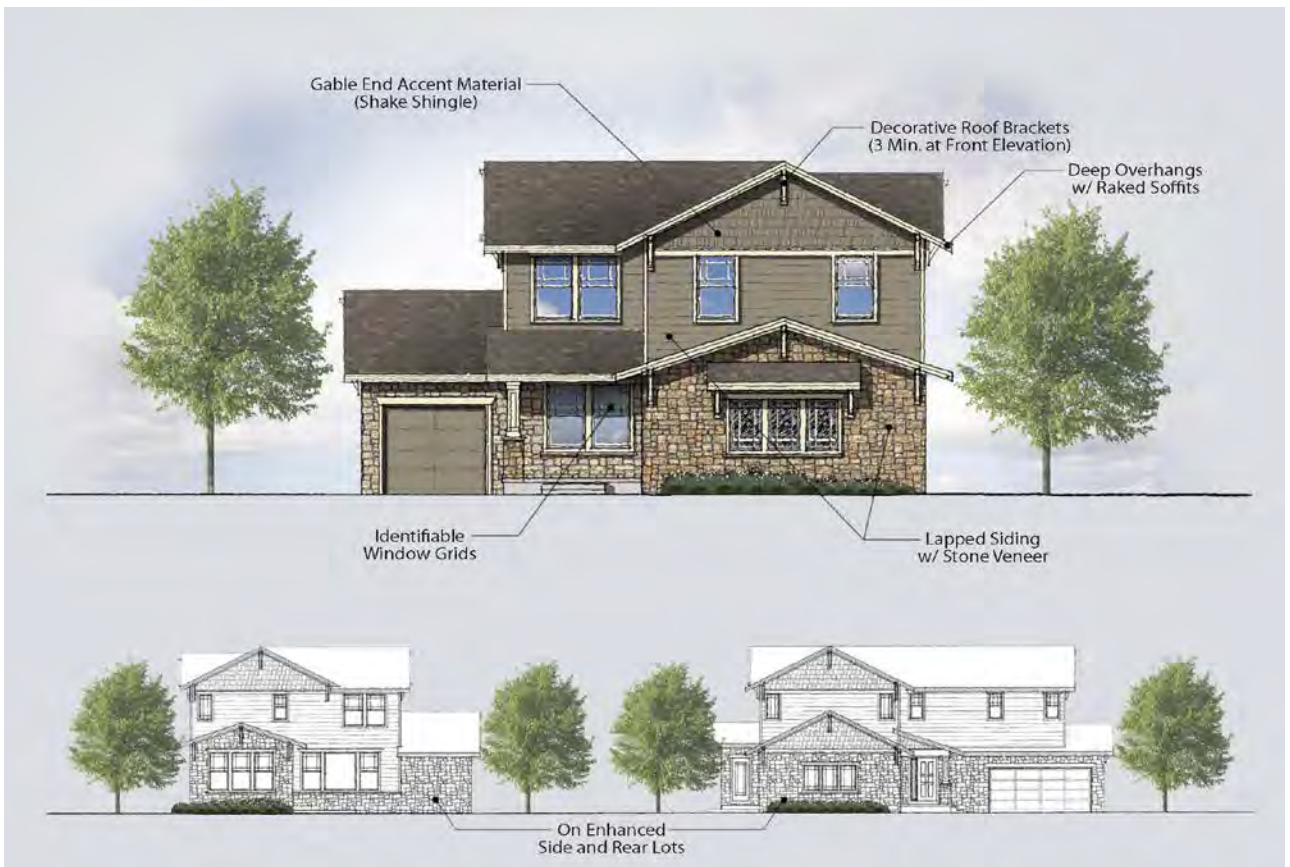 Gable End Accent Material
(Shake Shingle)
Decorative Roof Brackets
(3 Min. at Front Elevation)
Deep Overhangs
w/ Raked Soffits
Identifiable
Window Grids
Lapped Siding
w/ Stone Veneer
On Enhanced
Side and Rear Lots